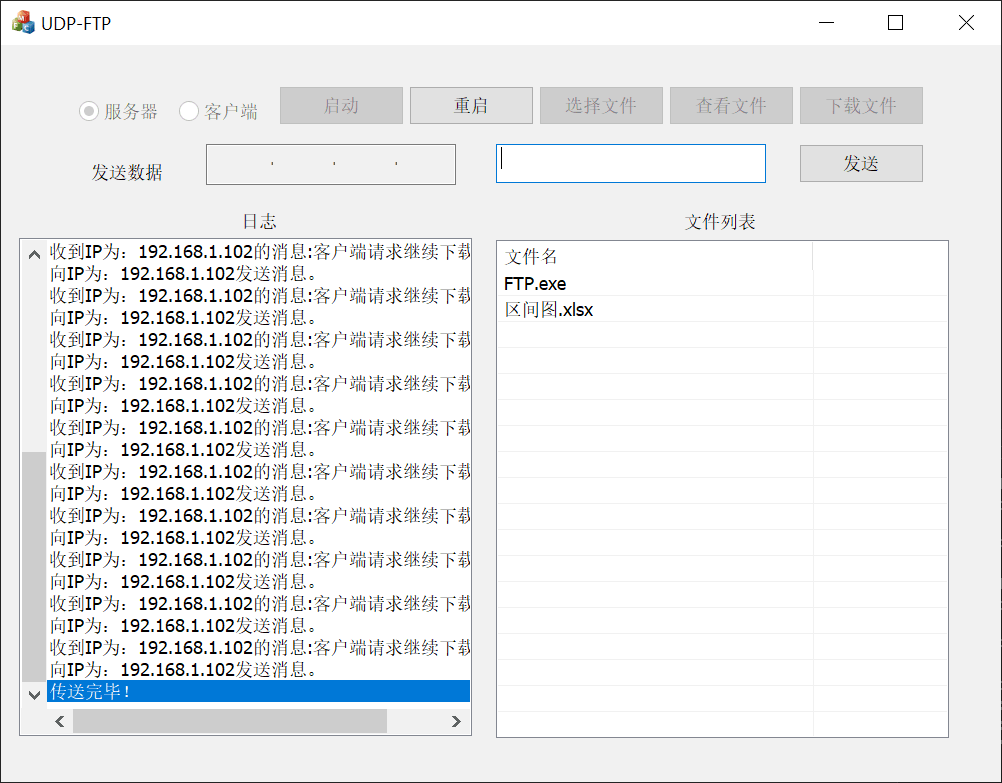 UDP-FTP
服务器 客户端 启动 重启 选择文件 查看文件 下载文件
发送数据 . . . 发送
日志
收到IP为：192.168.1.102的消息:客户端请求继续下载
向IP为：192.168.1.102发送消息。
收到IP为：192.168.1.102的消息:客户端请求继续下载
向IP为：192.168.1.102发送消息。
收到IP为：192.168.1.102的消息:客户端请求继续下载
向IP为：192.168.1.102发送消息。
收到IP为：192.168.1.102的消息:客户端请求继续下载
向IP为：192.168.1.102发送消息。
收到IP为：192.168.1.102的消息:客户端请求继续下载
向IP为：192.168.1.102发送消息。
收到IP为：192.168.1.102的消息:客户端请求继续下载
向IP为：192.168.1.102发送消息。
收到IP为：192.168.1.102的消息:客户端请求继续下载
向IP为：192.168.1.102发送消息。
收到IP为：192.168.1.102的消息:客户端请求继续下载
向IP为：192.168.1.102发送消息。
收到IP为：192.168.1.102的消息:客户端请求继续下载
向IP为：192.168.1.102发送消息。
收到IP为：192.168.1.102的消息:客户端请求继续下载
向IP为：192.168.1.102发送消息。
传送完毕！
文件列表
文件名
FTP.exe
区间图.xlsx